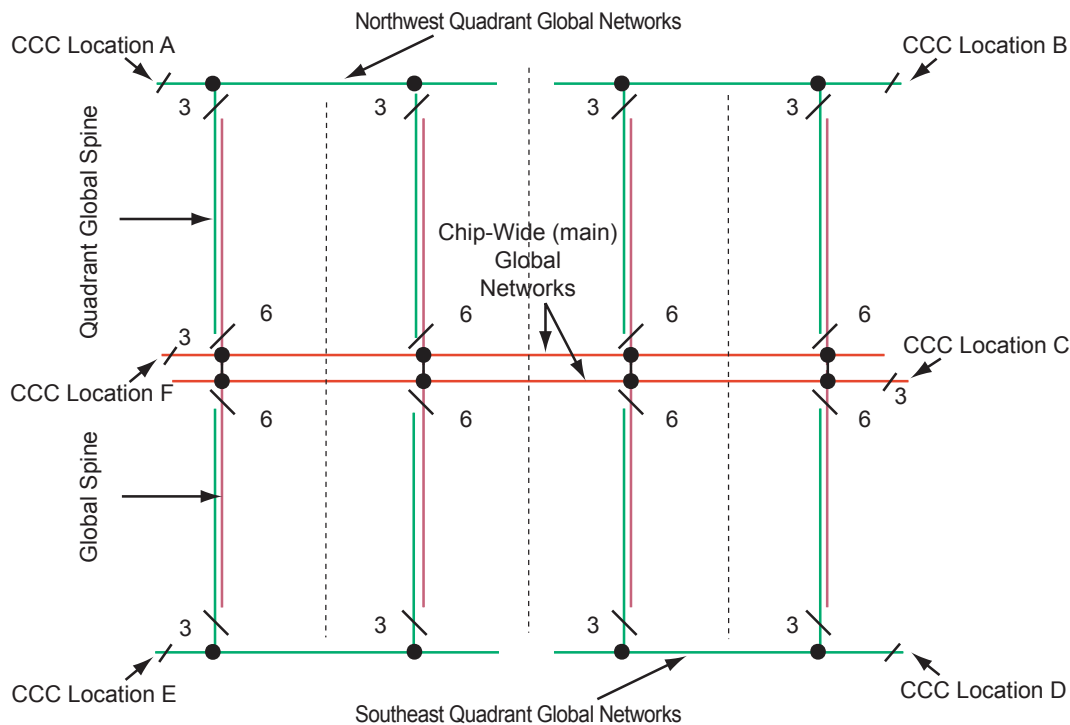 Northwest Quadrant Global Networks
CCC Location A
CCC Location B
3
3
3
3
Quadrant Global Spine
Chip-Wide (main)
Global
Networks
6
6
6
6
3
CCC Location F
CCC Location C
3
6
6
6
6
Global Spine
3
3
3
3
CCC Location E
CCC Location D
Southeast Quadrant Global Networks